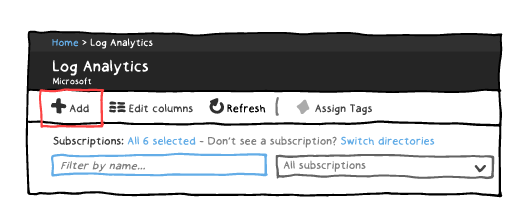 Home > Log Analytics
Log Analytics
Microsoft
Add Edit columns Refresh Assign Tags
Subscriptions: All 6 selected - Don't see a subscription? Switch directories
Filter by name... All subscriptions